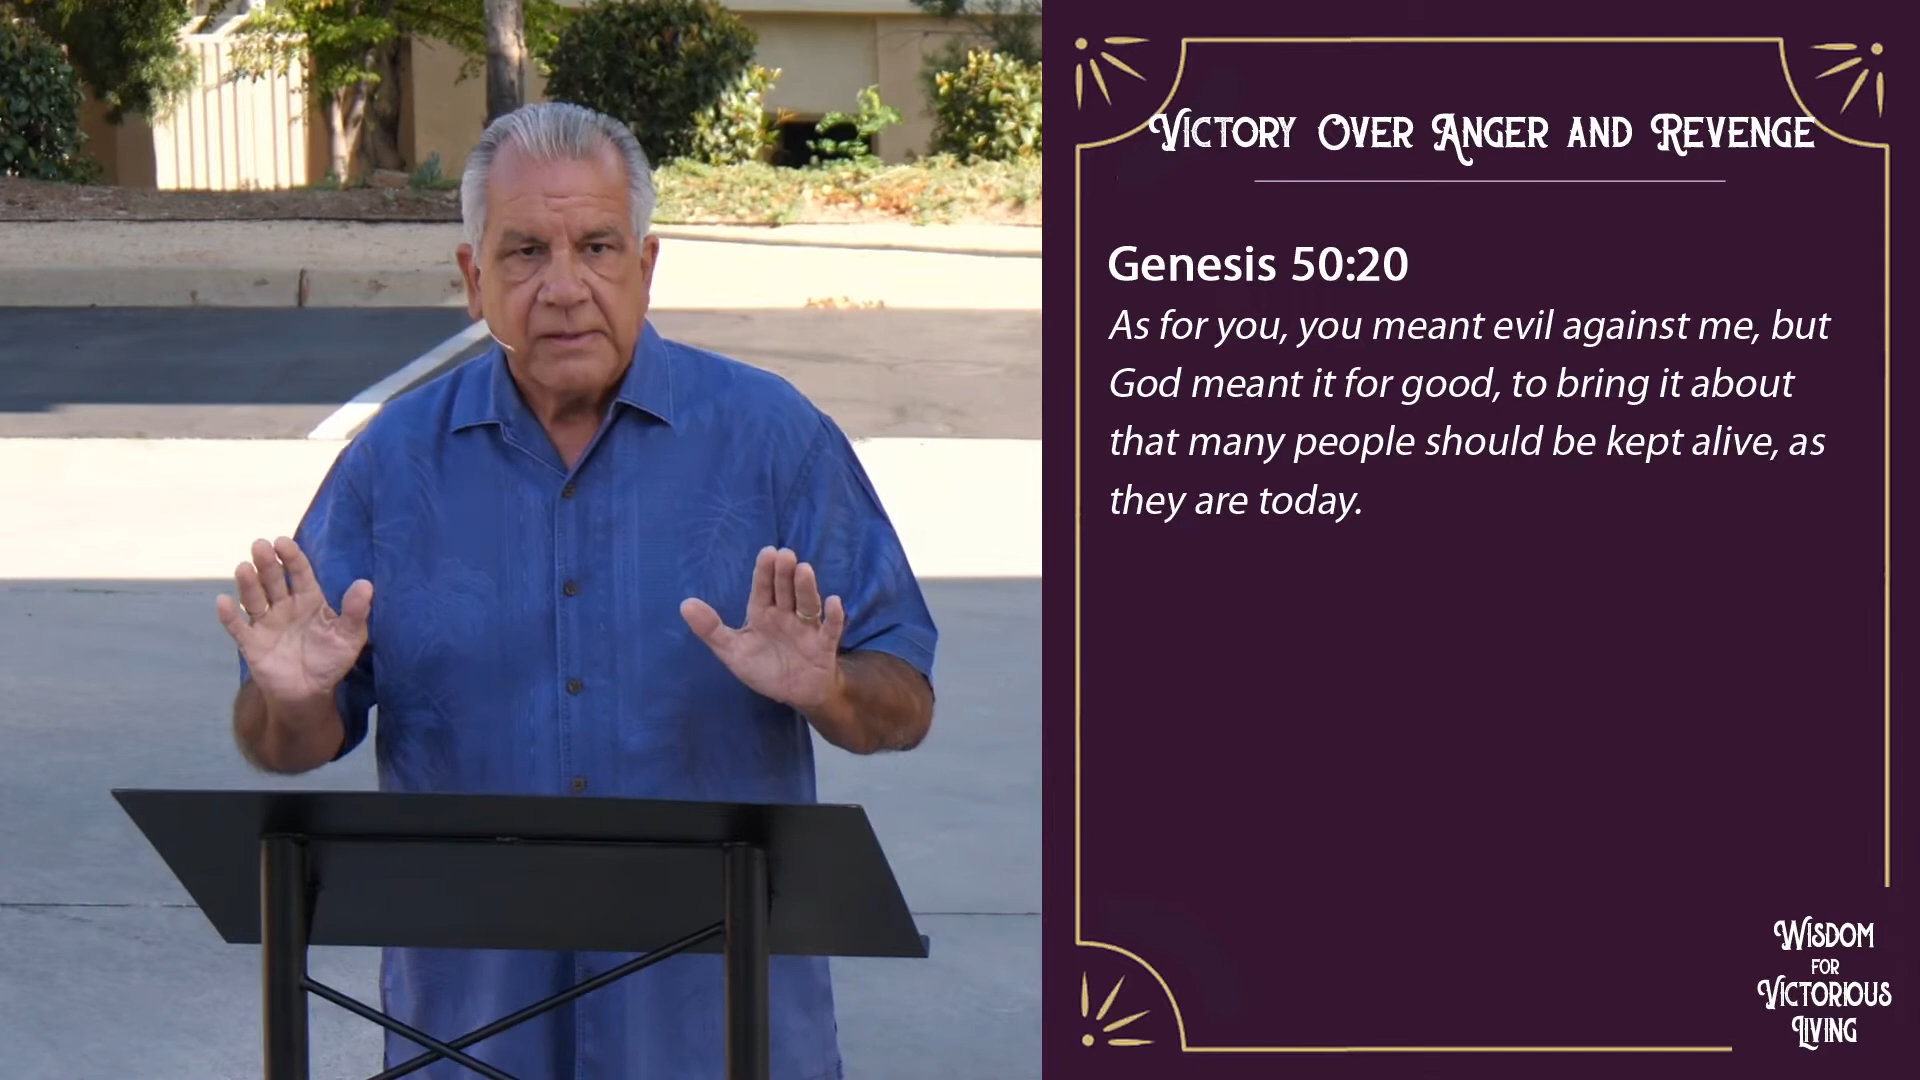 Victory Over Anger and Revenge
Genesis 50:20
As for you, you meant evil against me, but
God meant it for good, to bring it about
that many people should be kept alive, as
they are today.
Wisdom
for
Victorious
Living